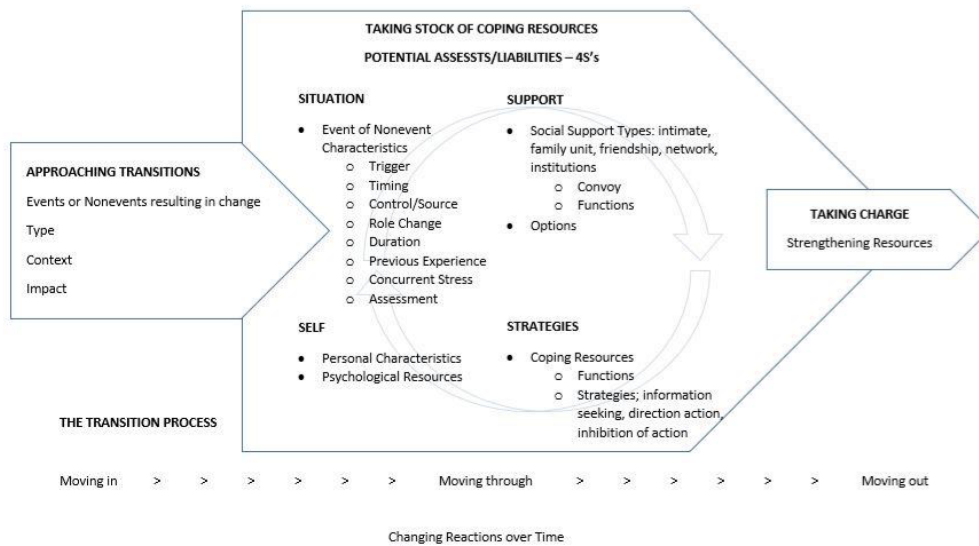 TAKING STOCK OF COPING RESOURCES
POTENTIAL ASSESSTS/LIABILITIES – 4S's
APPROACHING TRANSITIONS
Events or Nonevents resulting in change
Type
Context
Impact
SITUATION
• Event of Nonevent
Characteristics
o Trigger
o Timing
o Control/Source
o Role Change
o Duration
o Previous Experience
o Concurrent Stress
o Assessment
SUPPORT
• Social Support Types: intimate,
family unit, friendship, network,
institutions
o Convoy
o Functions
• Options
SELF
• Personal Characteristics
• Psychological Resources
STRATEGIES
• Coping Resources
o Functions
o Strategies; information
seeking, direction action,
inhibition of action
TAKING CHARGE
Strengthening Resources
THE TRANSITION PROCESS
Moving in > > > > > > Moving through > > > > > > Moving out
Changing Reactions over Time